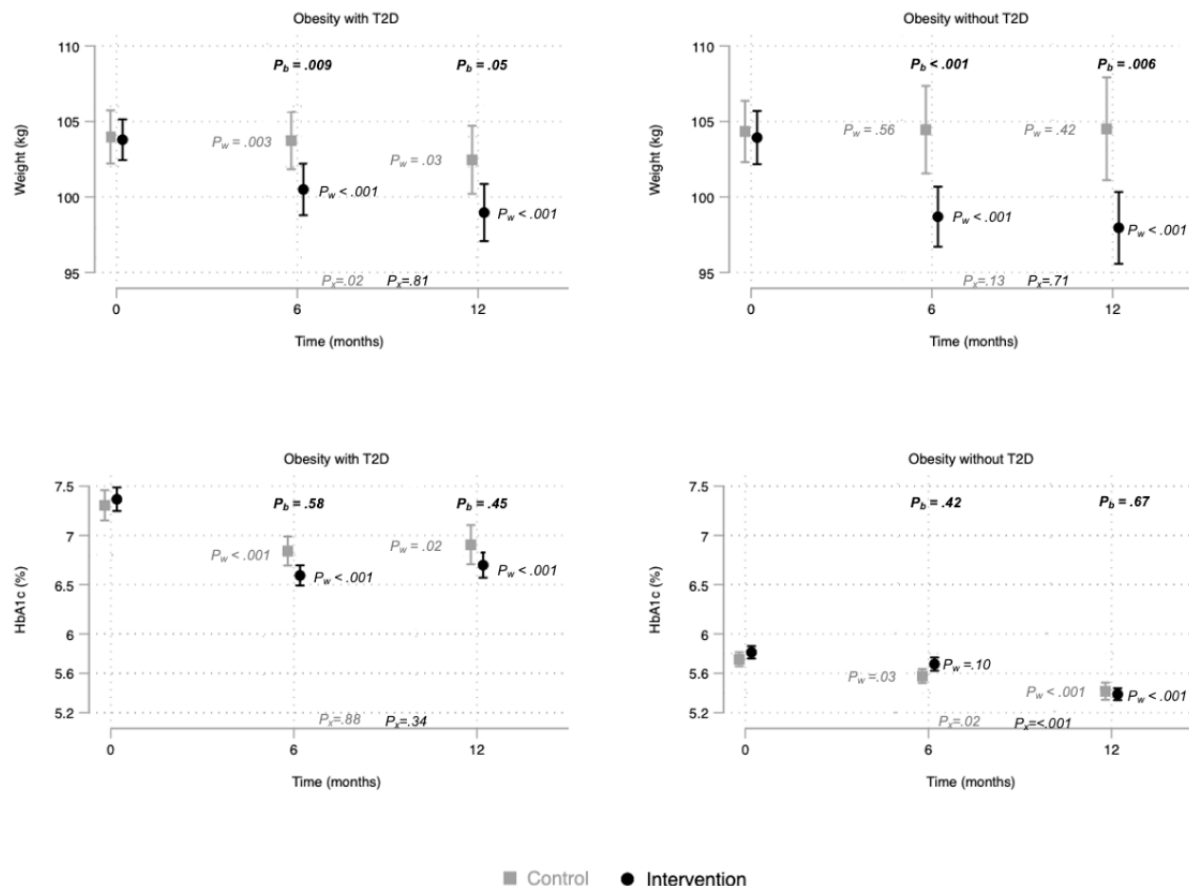 Obesity with T2D
110
105
100
95
Weight (kg)
P_b = .009
P_b = .05
P_w = .003
P_w = .03
P_w < .001
P_w < .001
P_x=.02
P_x=.81
0
6
12
Time (months)
Obesity without T2D
110
105
100
95
Weight (kg)
P_b < .001
P_b = .006
P_w = .56
P_w = .42
P_w < .001
P_w < .001
P_x=.13
P_x=.71
0
6
12
Time (months)
Obesity with T2D
7.5
7
6.5
6
5.6
5.2
HbA1c (%)
P_b = .58
P_b = .45
P_w < .001
P_w = .02
P_w < .001
P_w < .001
P_x=.88
P_x=.34
0
6
12
Time (months)
Obesity without T2D
7.5
7
6.5
6
5.6
5.2
HbA1c (%)
P_b = .42
P_b = .67
P_w =.03
P_w =.10
P_w < .001
P_w < .001
P_x=.02
P_x=<.001
0
6
12
Time (months)
Control
Intervention